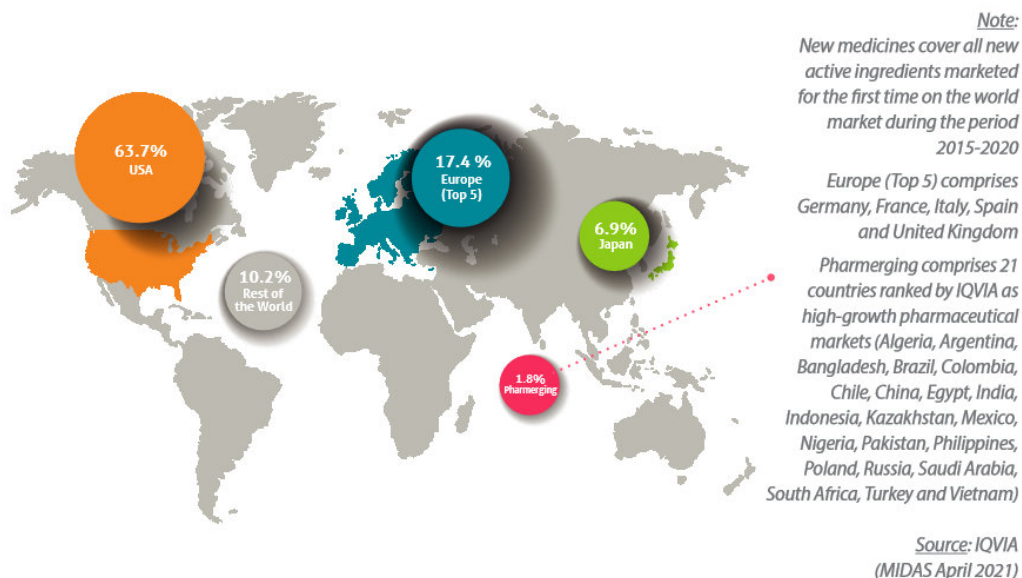 63.7%
USA
17.4 %
Europe
(Top 5)
6.9%
Japan
10.2%
Rest of
the World
1.8%
Pharmerging
Note:
New medicines cover all new
active ingredients marketed
for the first time on the world
market during the period
2015-2020
Europe (Top 5) comprises
Germany, France, Italy, Spain
and United Kingdom
Pharmerging comprises 21
countries ranked by IQVIA as
high-growth pharmaceutical
markets (Algeria, Argentina,
Bangladesh, Brazil, Colombia,
Chile, China, Egypt, India,
Indonesia, Kazakhstan, Mexico,
Nigeria, Pakistan, Philippines,
Poland, Russia, Saudi Arabia,
South Africa, Turkey and Vietnam)
Source: IQVIA
(MIDAS April 2021)